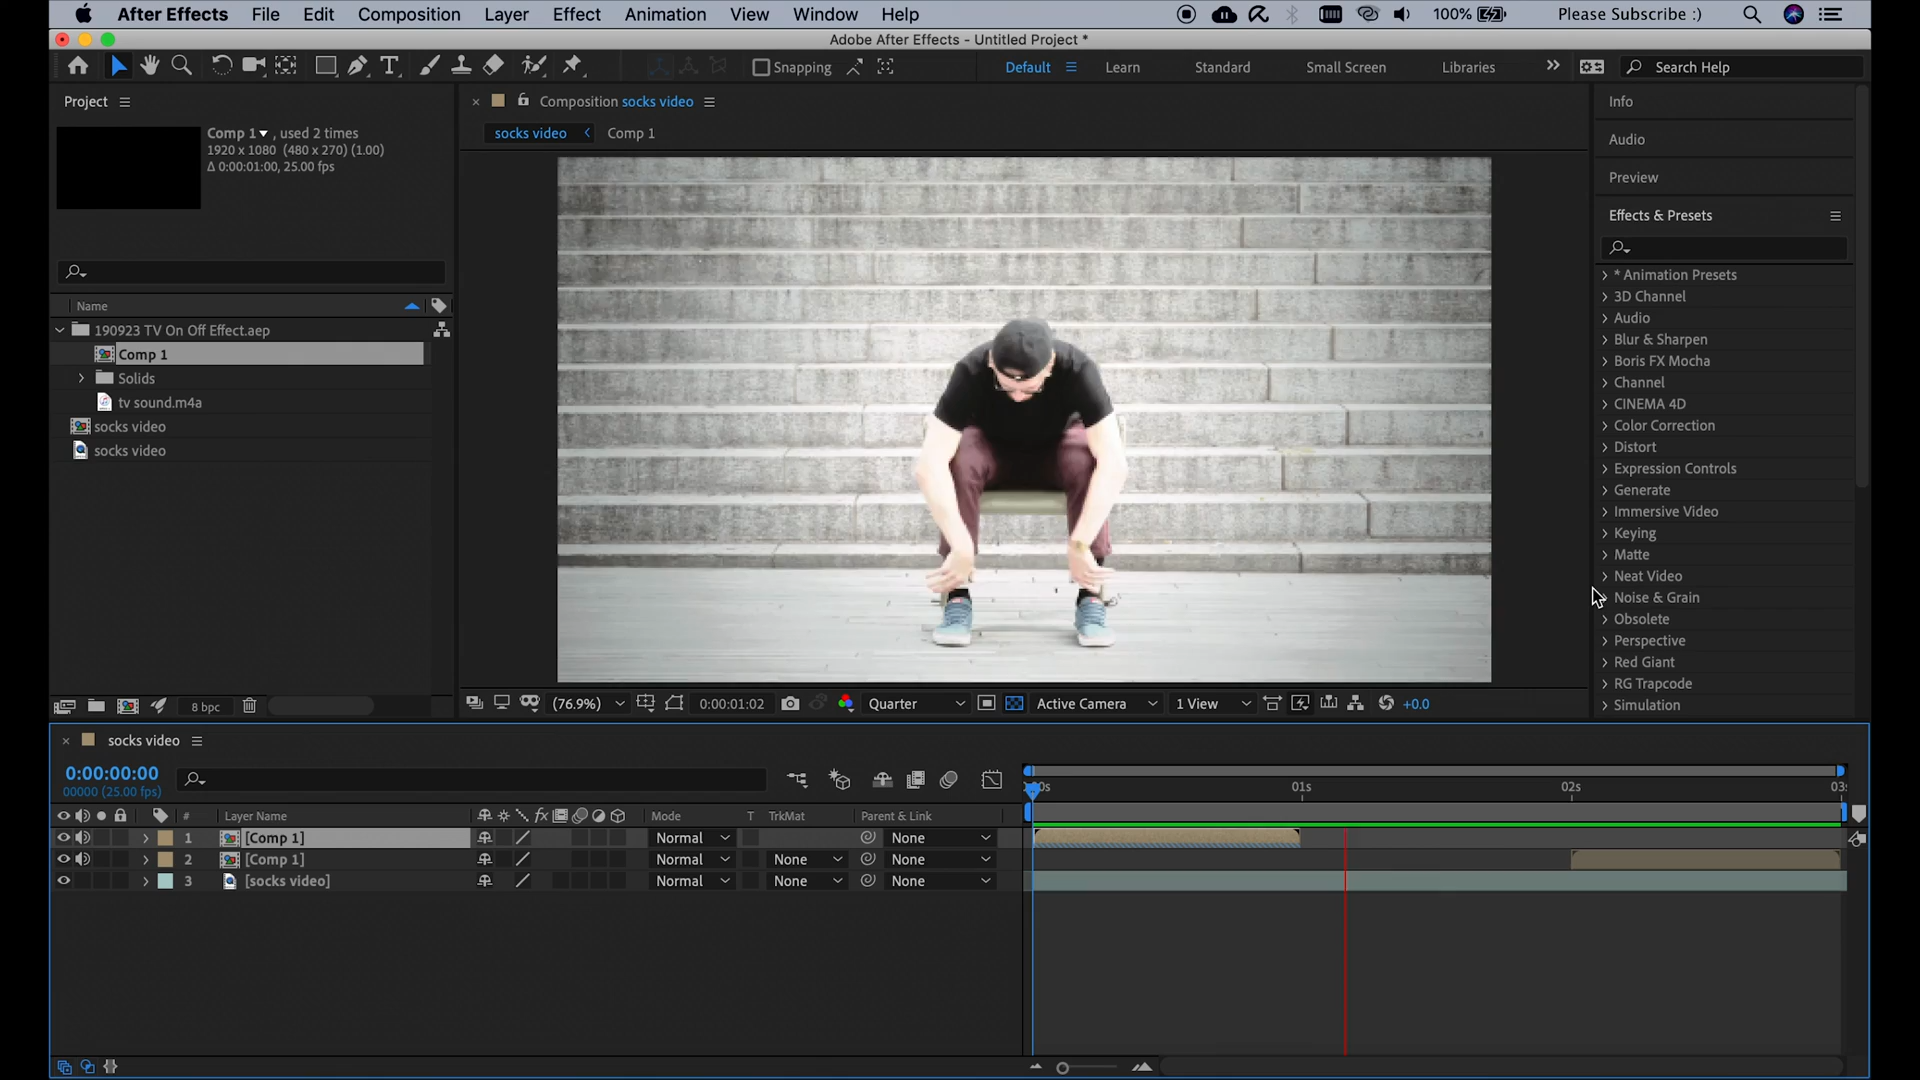 After Effects File Edit Composition Layer Effect Animation View Window Help 100% Please Subscribe :)
Adobe After Effects - Untitled Project *
Snapping Default Learn Standard Small Screen Libraries Search Help
Project
Comp 1 , used 2 times
1920 x 1080 (480 x 270) (1.00)
Δ 0:00:01:00, 25.00 fps
Name
190923 TV On Off Effect.aep
Comp 1
Solids
tv sound.m4a
socks video
socks video
8 bpc
Composition socks video
socks video Comp 1
(76.9%) 0:00:01:02 Quarter Active Camera 1 View +0.0
Info
Audio
Preview
Effects & Presets
* Animation Presets
3D Channel
Audio
Blur & Sharpen
Boris FX Mocha
Channel
CINEMA 4D
Color Correction
Distort
Expression Controls
Generate
Immersive Video
Keying
Matte
Neat Video
Noise & Grain
Obsolete
Perspective
Red Giant
RG Trapcode
Simulation
socks video
0:00:00:00
00000 (25.00 fps)
01s 02s
# Layer Name Mode T TrkMat Parent & Link
1 [Comp 1] Normal None
2 [Comp 1] Normal None None
3 [socks video] Normal None None